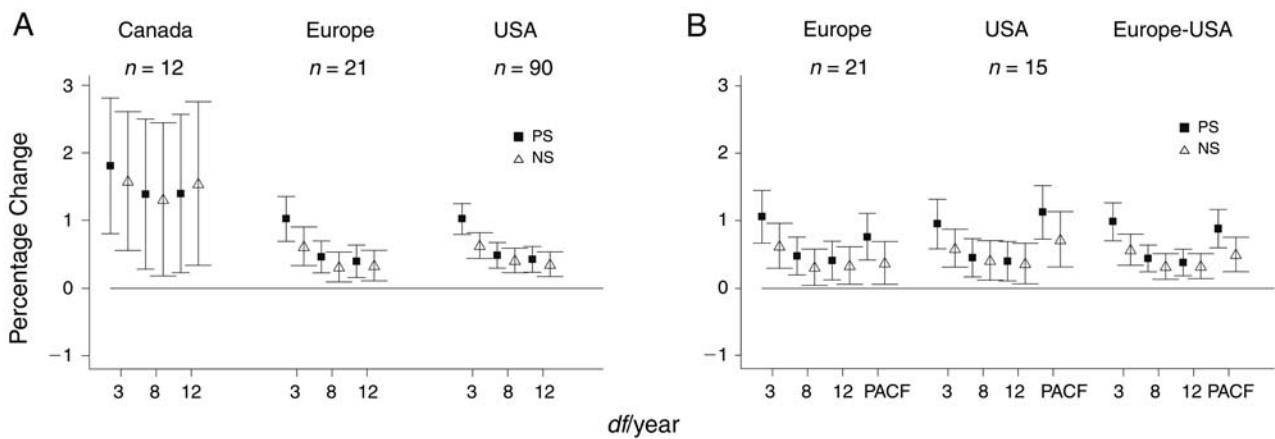 A
Canada Europe USA
n = 12 n = 21 n = 90
Percentage Change
3
2
1
0
−1
PS
NS
3 8 12 3 8 12 3 8 12
B
Europe USA Europe-USA
n = 21 n = 15
3
2
1
0
−1
PS
NS
3 8 12 PACF 3 8 12 PACF 3 8 12 PACF
df/year